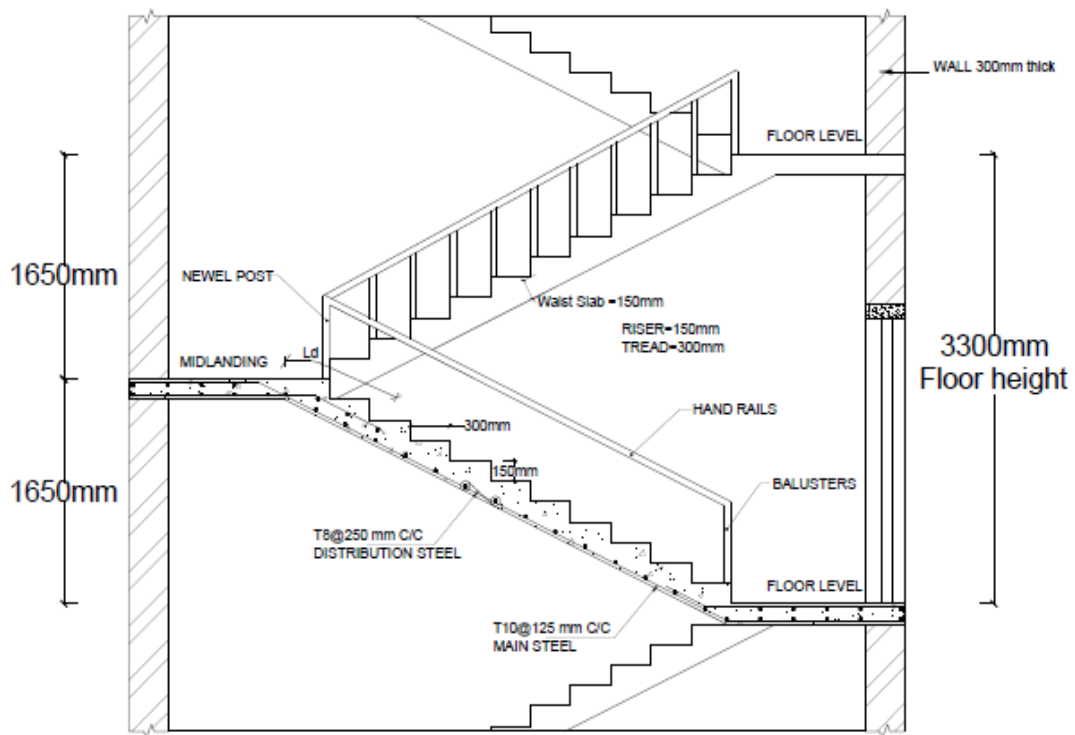 WALL 300mm thick
FLOOR LEVEL
1650mm
NEWEL POST
Waist Slab =150mm
RISER=150mm
TREAD=300mm
Ld
MIDLANDING
3300mm
Floor height
HAND RAILS
300mm
150mm
1650mm
BALUSTERS
T8@250 mm C/C
DISTRIBUTION STEEL
FLOOR LEVEL
T10@125 mm C/C
MAIN STEEL